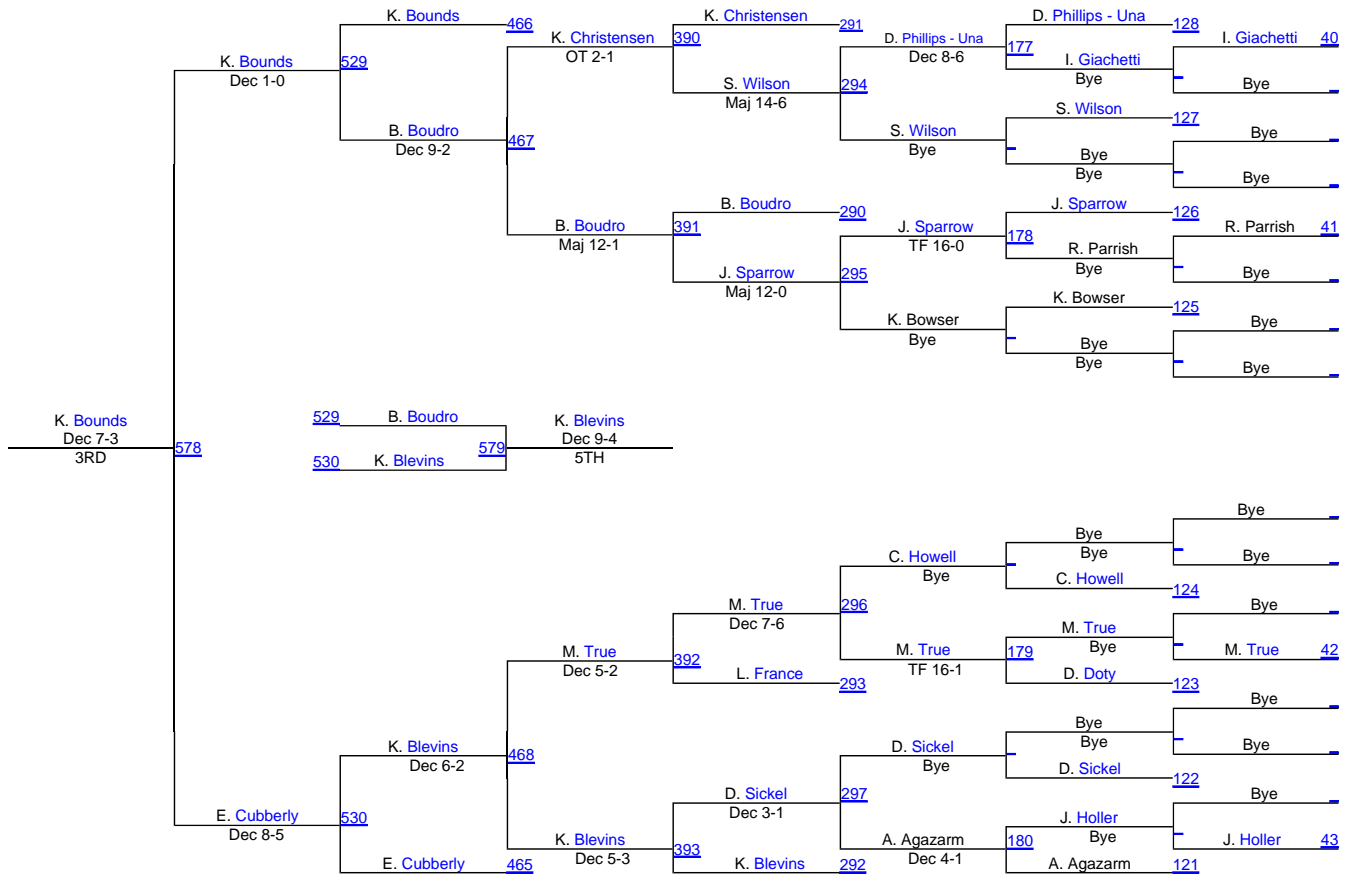 K. Bounds 466
K. Christensen 291
D. Phillips - Una 128
K. Christensen 390
OT 2-1
D. Phillips - Una 177
Dec 8-6
I. Giachetti 40
K. Bounds 529
Dec 1-0
I. Giachetti
Bye
S. Wilson 294
Maj 14-6
Bye
S. Wilson 127
B. Boudro 467
Dec 9-2
S. Wilson
Bye
Bye
Bye
Bye
Bye
B. Boudro 290
J. Sparrow 126
B. Boudro 391
Maj 12-1
J. Sparrow 178
TF 16-0
R. Parrish 41
R. Parrish
Bye
J. Sparrow 295
Maj 12-0
Bye
K. Bowser 125
K. Bowser
Bye
Bye
Bye
Bye
Bye
K. Bounds
Dec 7-3
3RD
578
529 B. Boudro
530 K. Blevins
579
K. Blevins
Dec 9-4
5TH
Bye
Bye
Bye
Bye
C. Howell
Bye
C. Howell 124
M. True 296
Dec 7-6
Bye
M. True
Bye
M. True 392
Dec 5-2
M. True 179
TF 16-1
M. True 42
L. France 293
D. Doty 123
Bye
Bye
Bye
Bye
K. Blevins 468
Dec 6-2
D. Sickel
Bye
D. Sickel 122
D. Sickel 297
Dec 3-1
Bye
E. Cubberly 530
Dec 8-5
J. Holler
Bye
K. Blevins 393
Dec 5-3
A. Agazarm 180
Dec 4-1
J. Holler 43
E. Cubberly 465
K. Blevins 292
A. Agazarm 121